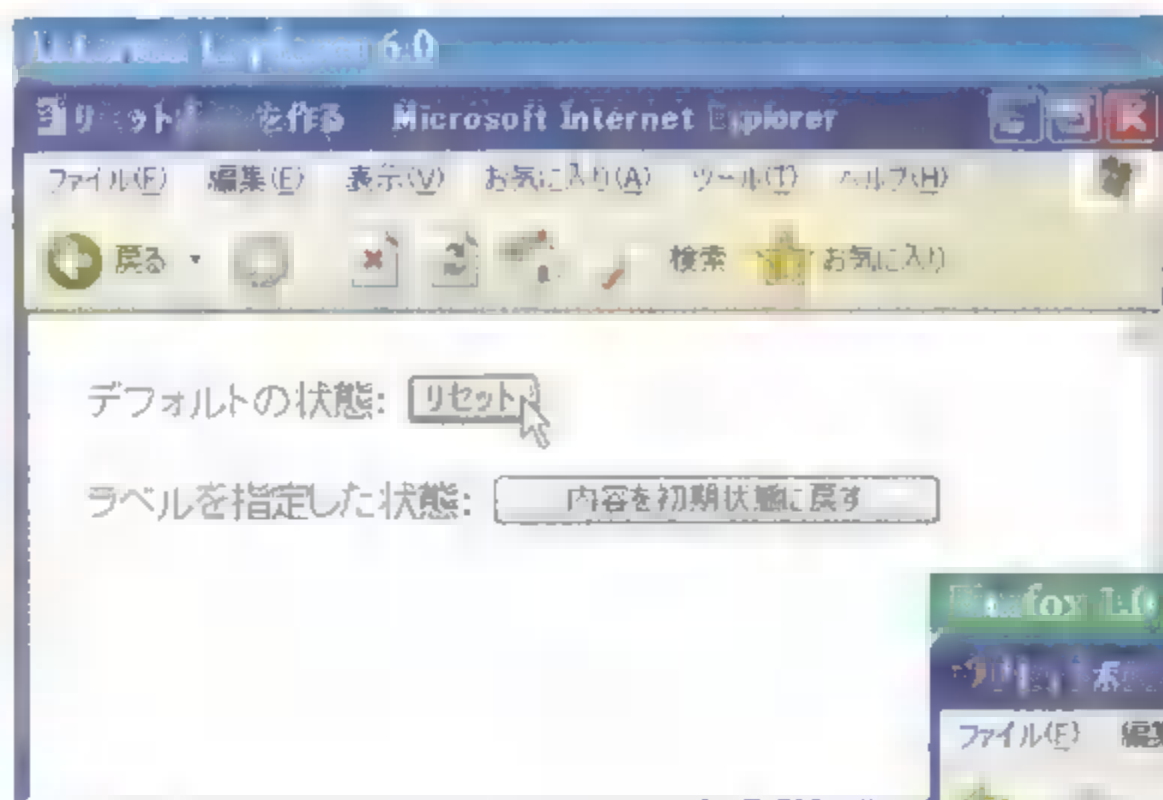 6.0
を作る Microsoft Internet Explorer
ファイル(F) 編集(E) 表示(V) お気に入り(A) ツール(T) ヘルプ(H)
戻る 検索 お気に入り
デフォルトの状態: リセット
ラベルを指定した状態: 内容を初期状態に戻す
ファイル(F)